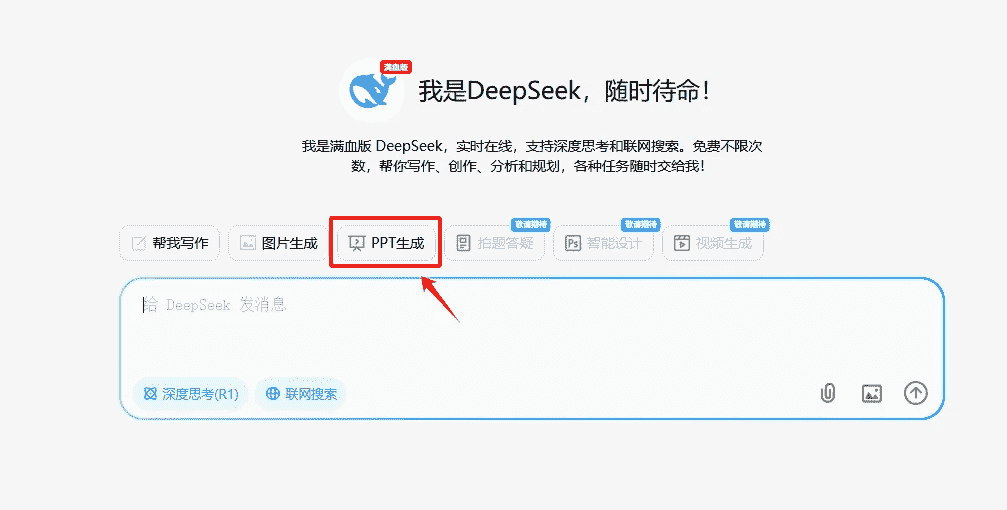 满血版
我是DeepSeek，随时待命！
我是满血版 DeepSeek，实时在线，支持深度思考和联网搜索。免费不限次
数，帮你写作、创作、分析和规划，各种任务随时交给我！
敬请期待 敬请期待 敬请期待
帮我写作 图片生成 PPT生成 拍题答疑 Ps 智能设计 视频生成
给 DeepSeek 发消息
深度思考(R1) 联网搜索